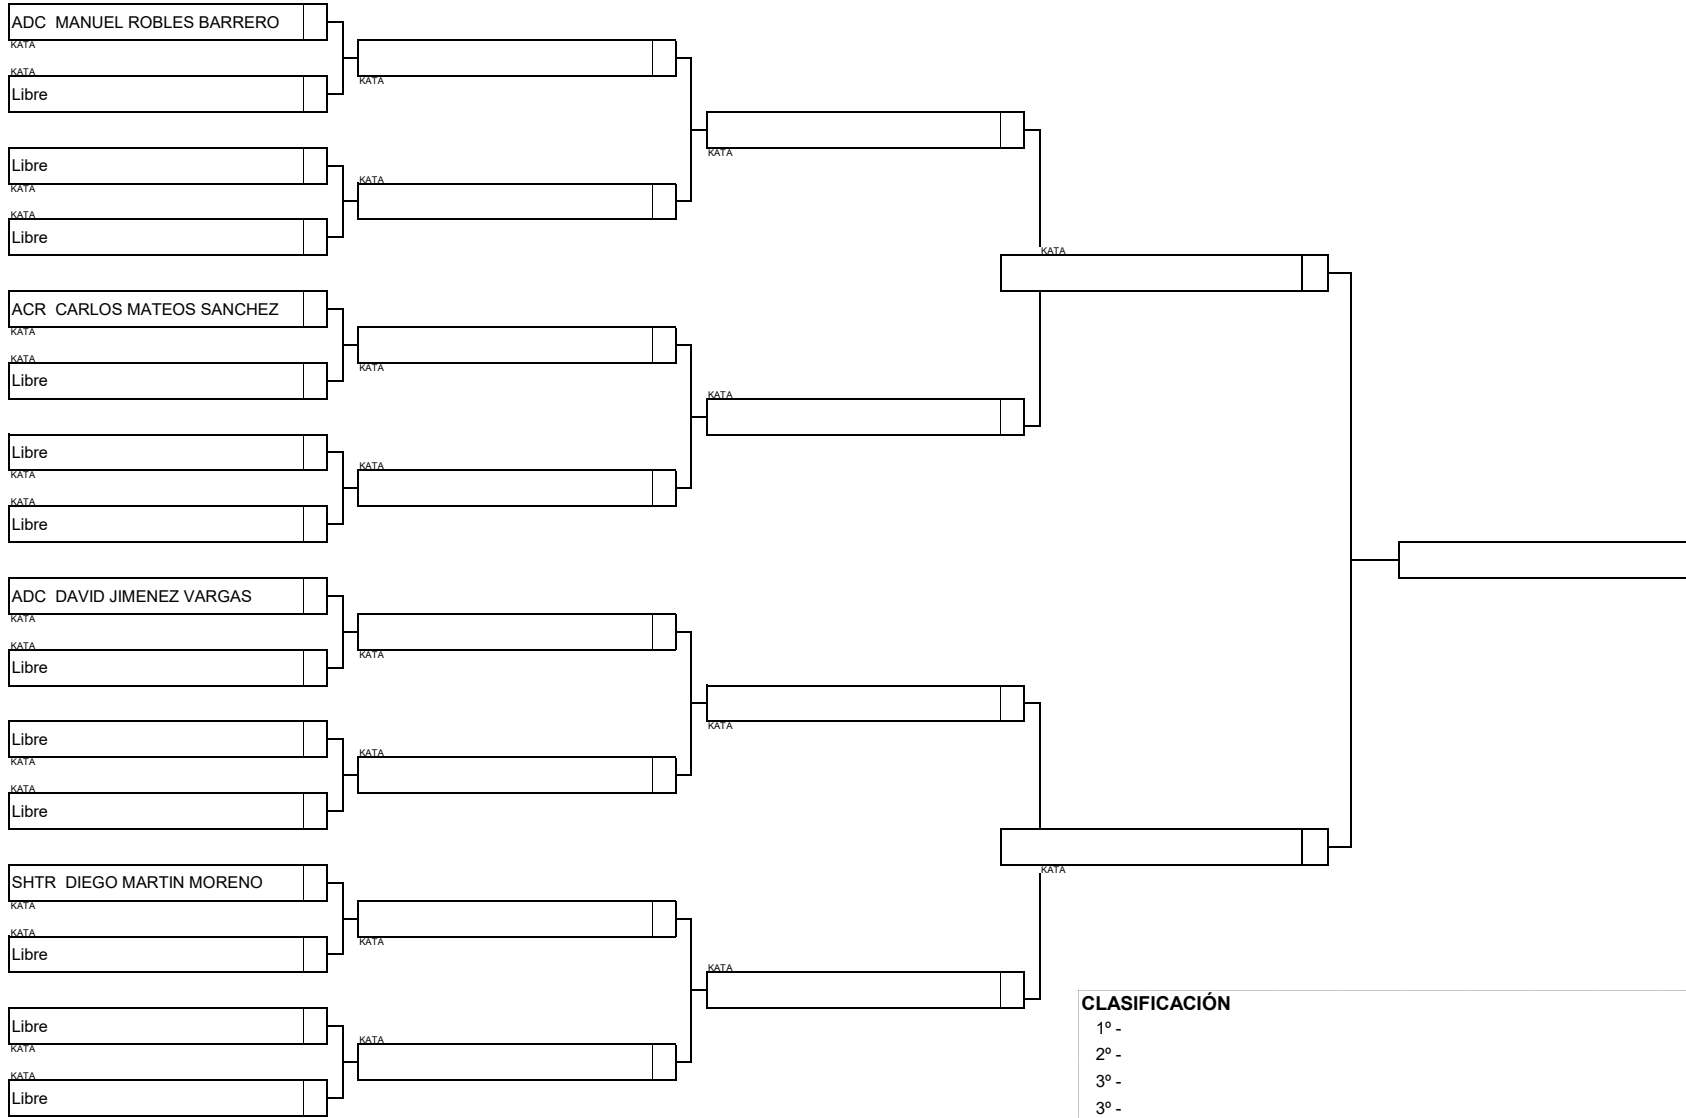 ADC MANUEL ROBLES BARRERO
KATA
KATA
KATA
Libre
KATA
Libre
KATA
KATA
KATA
Libre
KATA
ACR CARLOS MATEOS SANCHEZ
KATA
KATA
KATA
KATA
Libre
Libre
KATA
KATA
KATA
Libre
ADC DAVID JIMENEZ VARGAS
KATA
KATA
KATA
Libre
KATA
Libre
KATA
KATA
KATA
Libre
KATA
SHTR DIEGO MARTIN MORENO
KATA
KATA
KATA
Libre
KATA
Libre
KATA
KATA
KATA
Libre
CLASIFICACIÓN
1º -
2º -
3º -
3º -